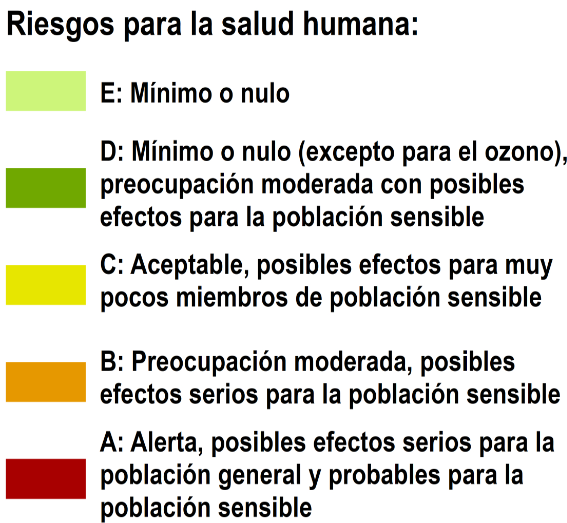 Riesgos para la salud humana:
E: Mínimo o nulo
D: Mínimo o nulo (excepto para el ozono),
preocupación moderada con posibles
efectos para la población sensible
C: Aceptable, posibles efectos para muy
pocos miembros de población sensible
B: Preocupación moderada, posibles
efectos serios para la población sensible
A: Alerta, posibles efectos serios para la
población general y probables para la
población sensible